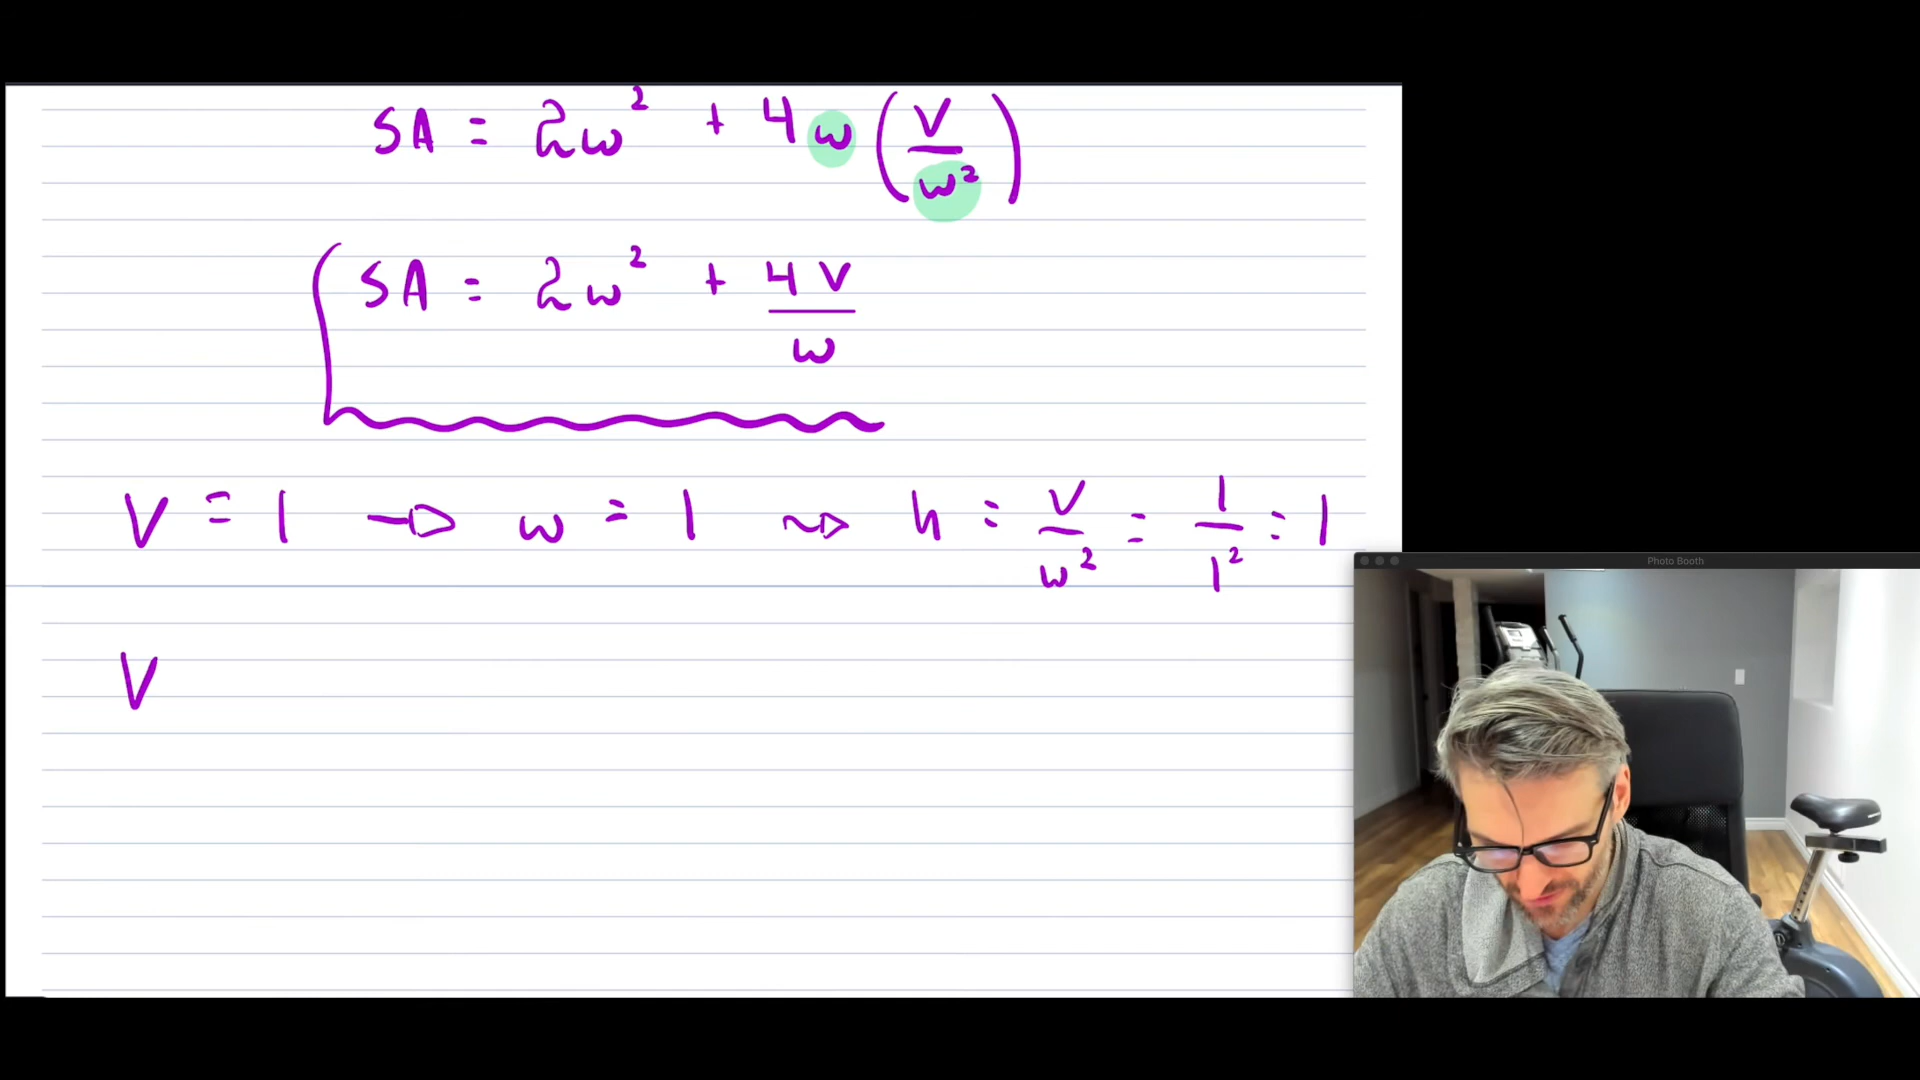 SA = 2w² + 4w (V/w²)
SA = 2w² + 4V/w
V = 1 → w = 1 ⇝ h = V/w² = 1/1² = 1
V
Photo Booth